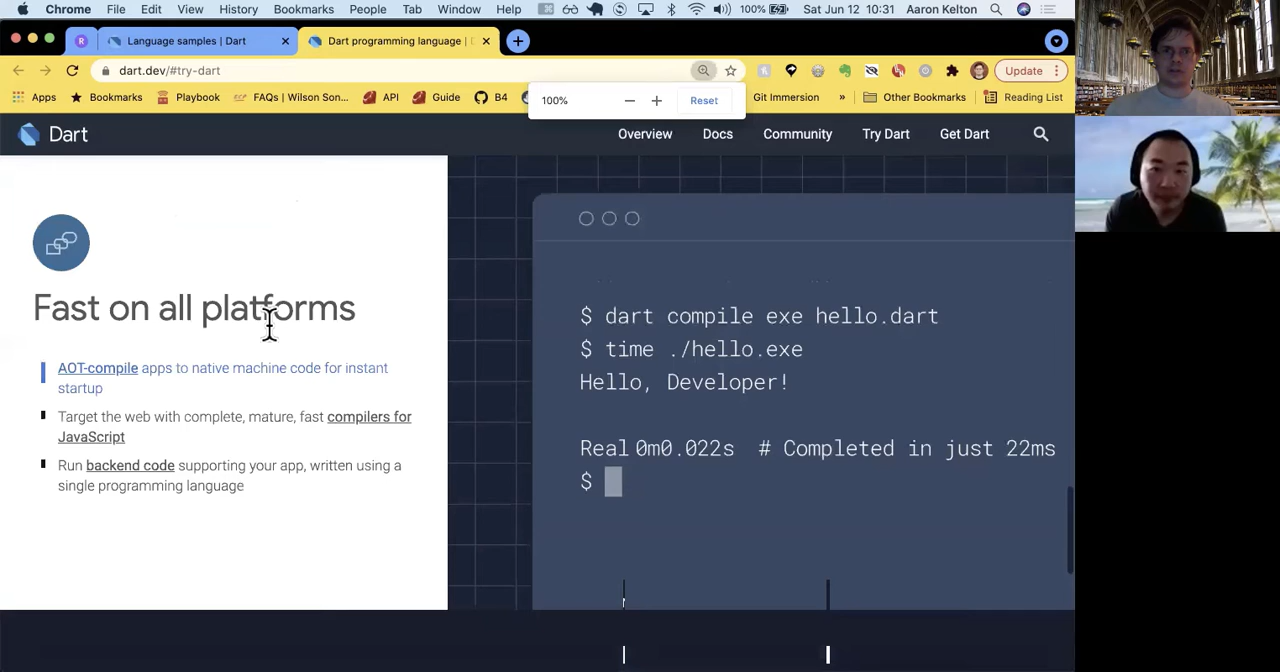 Chrome File Edit View History Bookmarks People Tab Window Help 100% Sat Jun 12 10:31 Aaron Kelton
R Language samples | Dart Dart programming language |
dart.dev/#try-dart Update
Apps Bookmarks Playbook FAQs | Wilson Son... API Guide B4 Git Immersion » Other Bookmarks Reading List
100% Reset
Dart Overview Docs Community Try Dart Get Dart
Fast on all platforms
AOT-compile apps to native machine code for instant
startup
Target the web with complete, mature, fast compilers for
JavaScript
Run backend code supporting your app, written using a
single programming language
$ dart compile exe hello.dart
$ time ./hello.exe
Hello, Developer!
Real 0m0.022s # Completed in just 22ms
$